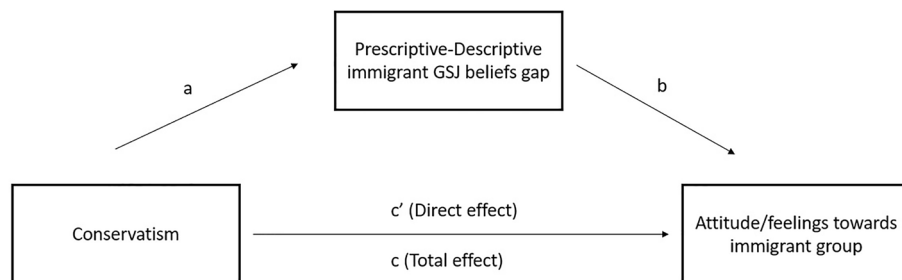 Prescriptive-Descriptive
immigrant GSJ beliefs gap
a
b
Conservatism
c’ (Direct effect)
c (Total effect)
Attitude/feelings towards
immigrant group